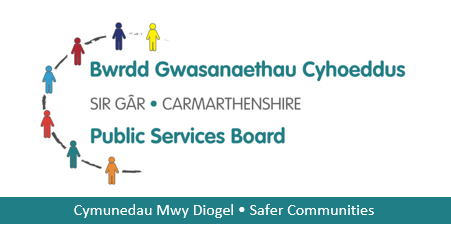 Bwrdd Gwasanaethau Cyhoeddus
SIR GÂR • CARMARTHENSHIRE
Public Services Board
Cymunedau Mwy Diogel • Safer Communities